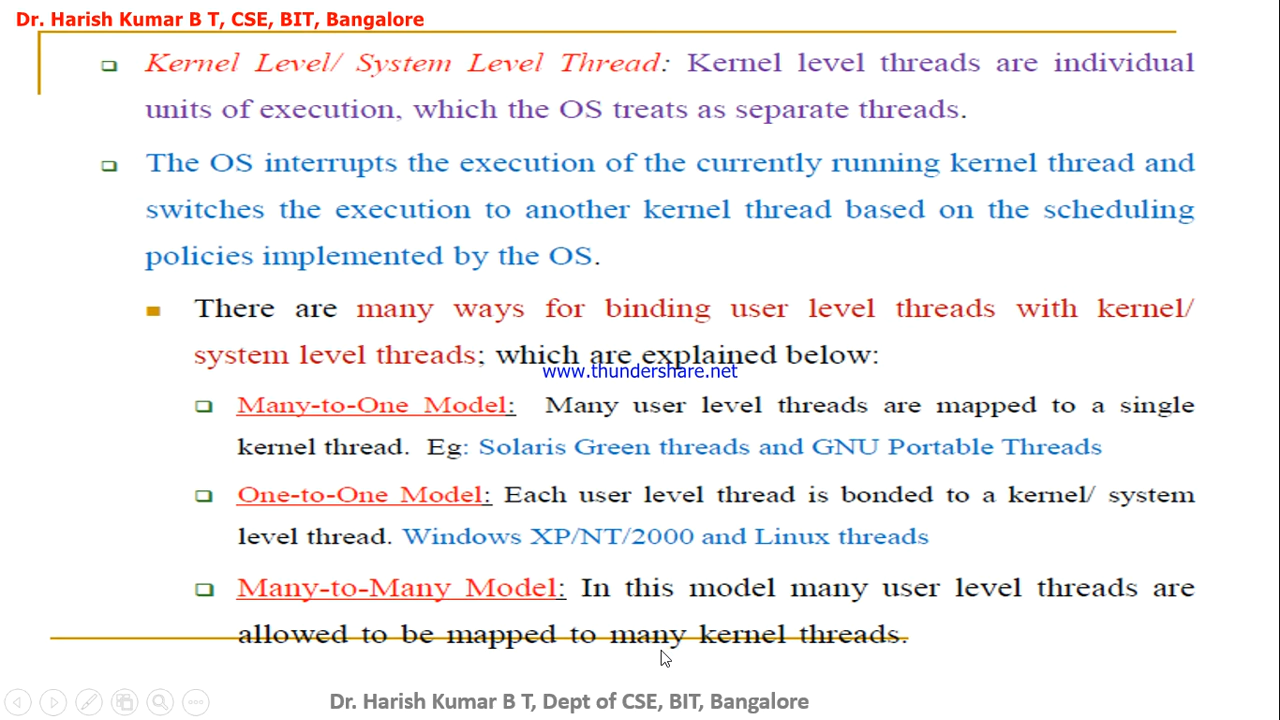 Dr. Harish Kumar B T, CSE, BIT, Bangalore
Kernel Level/ System Level Thread: Kernel level threads are individual
units of execution, which the OS treats as separate threads.
The OS interrupts the execution of the currently running kernel thread and
switches the execution to another kernel thread based on the scheduling
policies implemented by the OS.
There are many ways for binding user level threads with kernel/
system level threads; which are explained below:
www.thundershare.net
Many-to-One Model: Many user level threads are mapped to a single
kernel thread. Eg: Solaris Green threads and GNU Portable Threads
One-to-One Model: Each user level thread is bonded to a kernel/ system
level thread. Windows XP/NT/2000 and Linux threads
Many-to-Many Model: In this model many user level threads are
allowed to be mapped to many kernel threads.
Dr. Harish Kumar B T, Dept of CSE, BIT, Bangalore